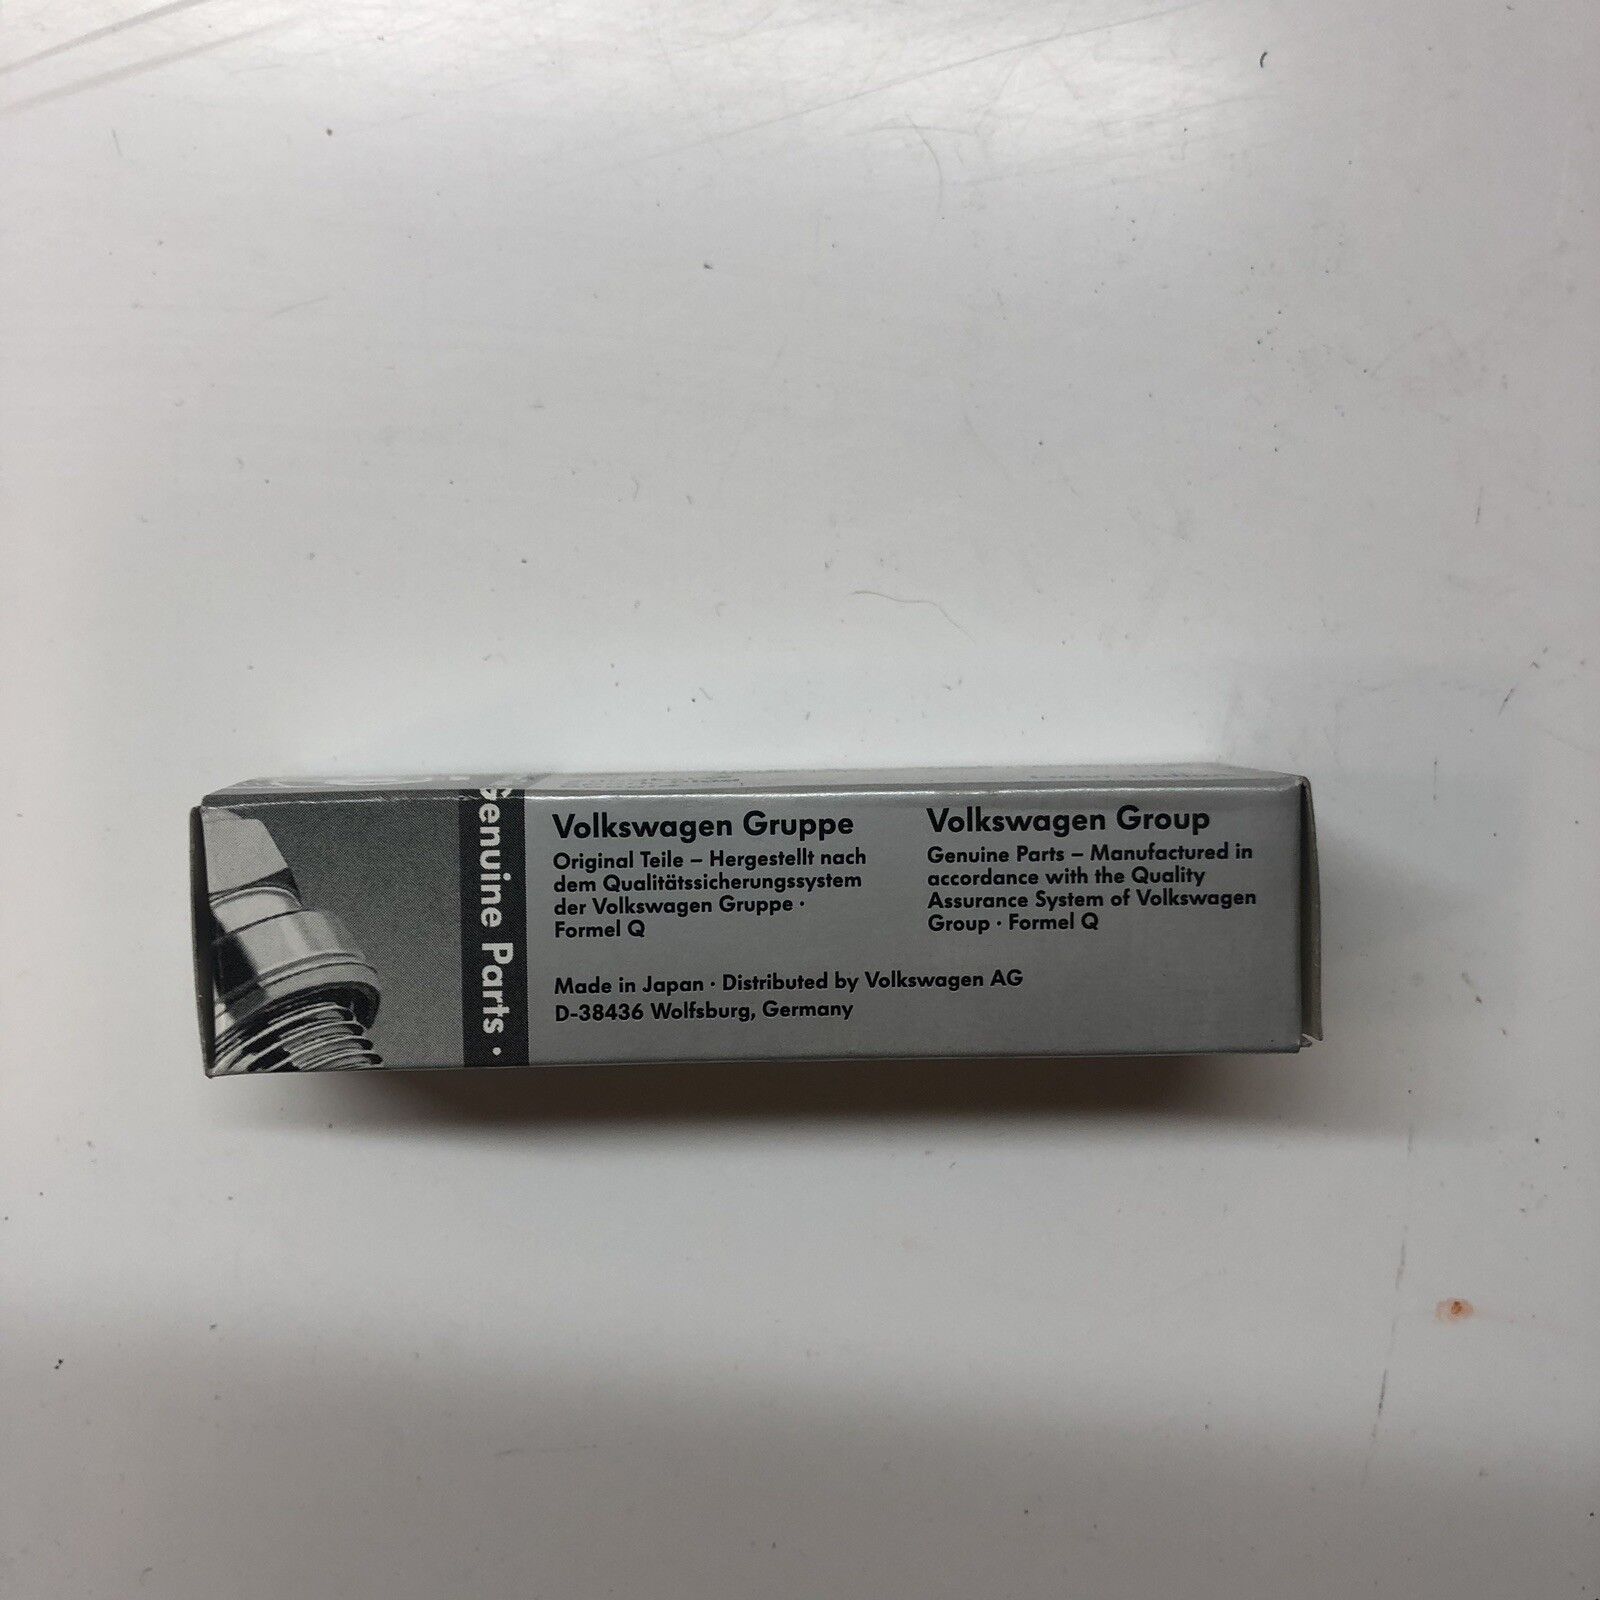 Genuine Parts ·
Volkswagen Gruppe
Original Teile – Hergestellt nach
dem Qualitätssicherungssystem
der Volkswagen Gruppe ·
Formel Q
Volkswagen Group
Genuine Parts – Manufactured in
accordance with the Quality
Assurance System of Volkswagen
Group · Formel Q
Made in Japan · Distributed by Volkswagen AG
D-38436 Wolfsburg, Germany